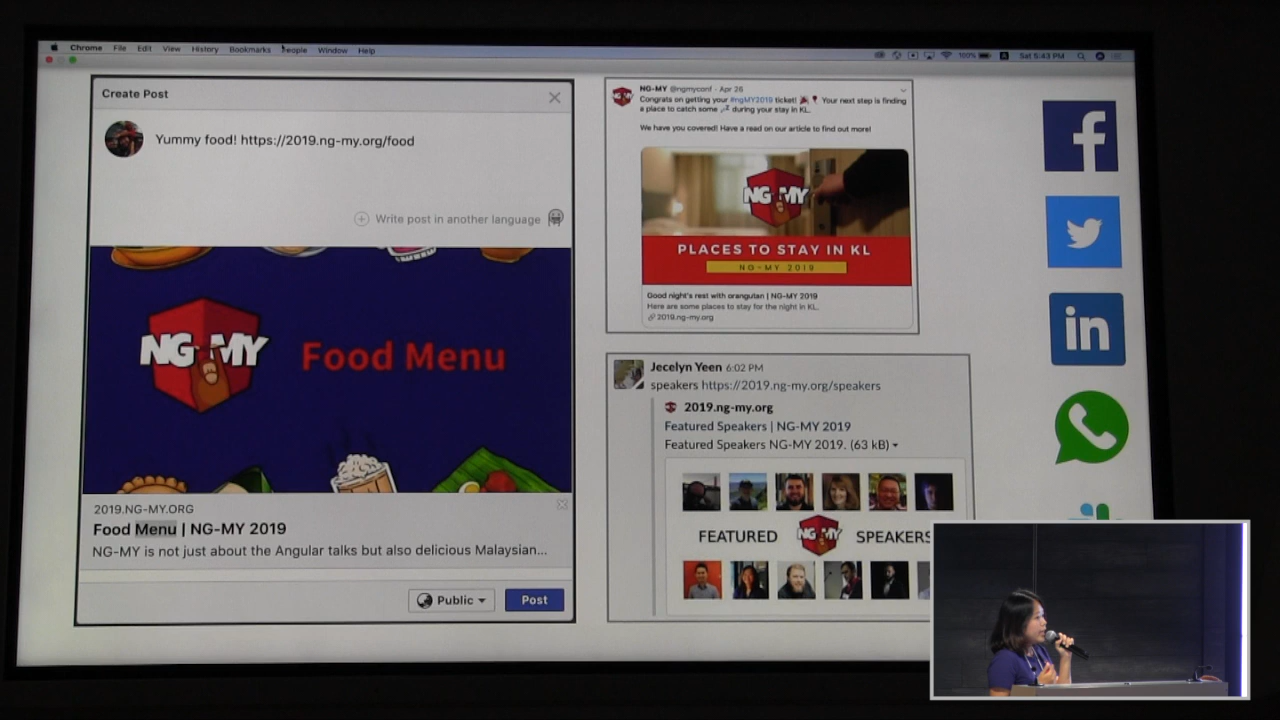 Chrome File Edit View History Bookmarks People Window Help
100% Sat 5:43 PM
Create Post
Yummy food! https://2019.ng-my.org/food
Write post in another language
NG MY
Food Menu
2019.NG-MY.ORG
Food Menu | NG-MY 2019
NG-MY is not just about the Angular talks but also delicious Malaysian...
Public
Post
NG-MY @ngmyconf · Apr 26
Congrats on getting your #ngMY2019 ticket! Your next step is finding
a place to catch some during your stay in KL.
We have you covered! Have a read on our article to find out more!
NG MY
PLACES TO STAY IN KL
NG-MY 2019
Good night's rest with orangutan | NG-MY 2019
Here are some places to stay for the night in KL.
2019.ng-my.org
Jecelyn Yeen 6:02 PM
speakers https://2019.ng-my.org/speakers
2019.ng-my.org
Featured Speakers | NG-MY 2019
Featured Speakers NG-MY 2019. (63 kB)
FEATURED NG MY SPEAKERS
f
in